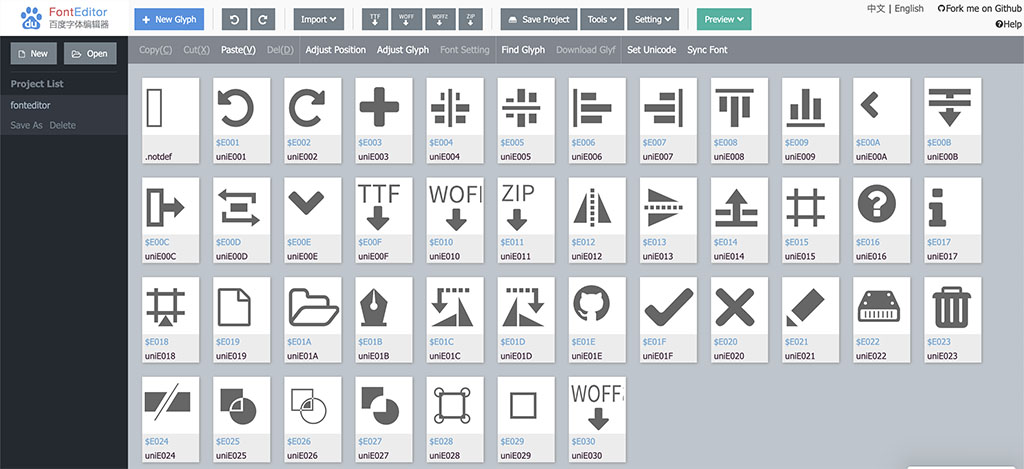 FontEditor
百度字体编辑器
du
+ New Glyph
Import
TTF WOFF WOFF2 ZIP
Save Project
Tools
Setting
Preview
中文 | English
Fork me on Github
Help
New
Open
Project List
fonteditor
Save As Delete
Copy(C) Cut(X) Paste(V) Del(D) Adjust Position Adjust Glyph Font Setting Find Glyph Download Glyf Set Unicode Sync Font
.notdef
$E001 $E002 $E003 $E004 $E005 $E006 $E007 $E008 $E009 $E00A $E00B
uniE001 uniE002 uniE003 uniE004 uniE005 uniE006 uniE007 uniE008 uniE009 uniE00A uniE00B
TTF WOFF ZIP
$E00C $E00D $E00E $E00F $E010 $E011 $E012 $E013 $E014 $E015 $E016 $E017
uniE00C uniE00D uniE00E uniE00F uniE010 uniE011 uniE012 uniE013 uniE014 uniE015 uniE016 uniE017
$E018 $E019 $E01A $E01B $E01C $E01D $E01E $E01F $E020 $E021 $E022 $E023
uniE018 uniE019 uniE01A uniE01B uniE01C uniE01D uniE01E uniE01F uniE020 uniE021 uniE022 uniE023
WOFF
$E024 $E025 $E026 $E027 $E028 $E029 $E030
uniE024 uniE025 uniE026 uniE027 uniE028 uniE029 uniE030